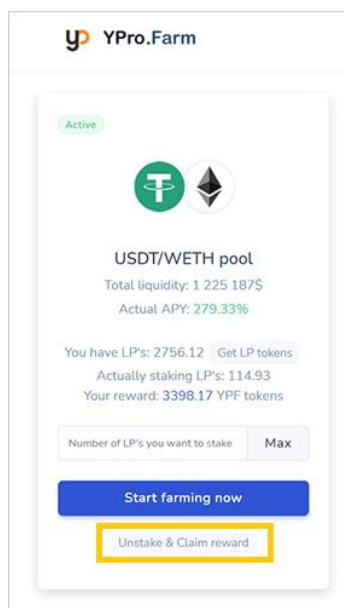 YPro.Farm
Active
USDT/WETH pool
Total liquidity: 1 225 187$
Actual APY: 279.33%
You have LP's: 2756.12 Get LP tokens
Actually staking LP's: 114.93
Your reward: 3398.17 YPF tokens
Number of LP's you want to stake Max
Start farming now
Unstake & Claim reward